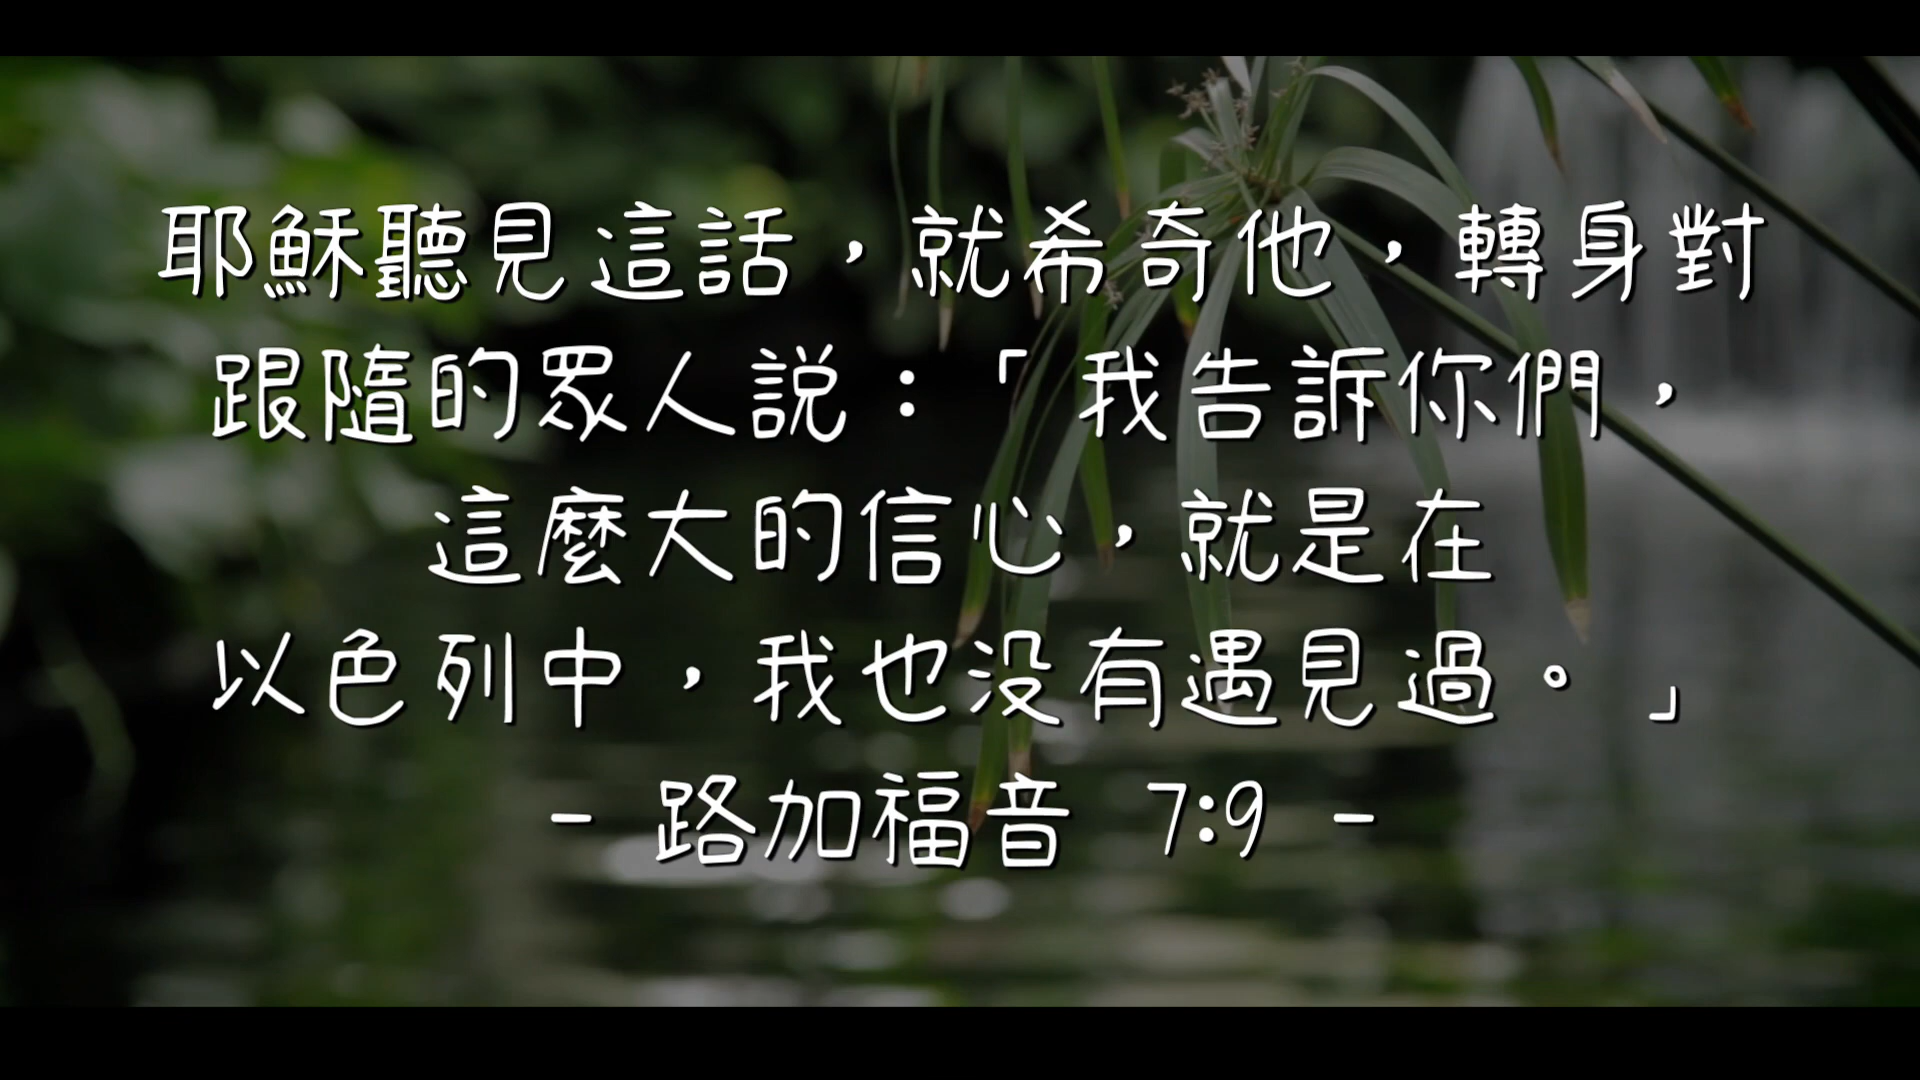 耶穌聽見這話，就希奇他，轉身對
跟隨的眾人説：「我告訴你們，
這麼大的信心，就是在
以色列中，我也没有遇見過。」
- 路加福音 7:9 -